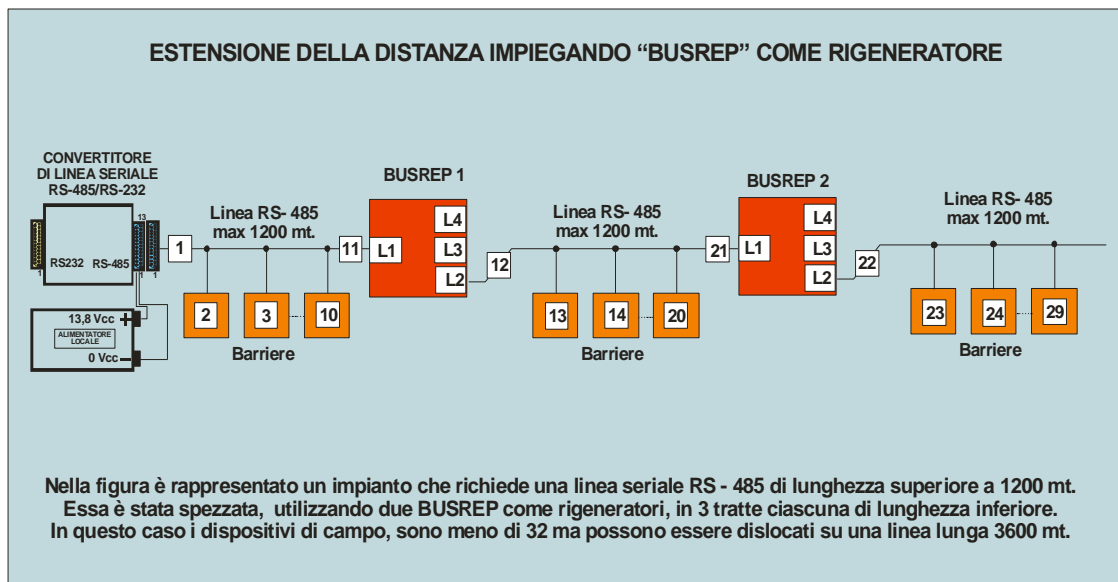 ESTENSIONE DELLA DISTANZA IMPIEGANDO “BUSREP” COME RIGENERATORE
CONVERTITORE
DI LINEA SERIALE
RS-485/RS-232
13
RS232
RS-485
1
1
1
13,8 Vcc +
ALIMENTATORE
LOCALE
0 Vcc −
1
Linea RS- 485
max 1200 mt.
2
3
10
Barriere
11
BUSREP 1
L4
L1
L3
L2
12
Linea RS- 485
max 1200 mt.
13
14
20
Barriere
21
BUSREP 2
L4
L1
L3
L2
22
Linea RS- 485
max 1200 mt.
23
24
29
Barriere
Nella figura è rappresentato un impianto che richiede una linea seriale RS - 485 di lunghezza superiore a 1200 mt.
Essa è stata spezzata, utilizzando due BUSREP come rigeneratori, in 3 tratte ciascuna di lunghezza inferiore.
In questo caso i dispositivi di campo, sono meno di 32 ma possono essere dislocati su una linea lunga 3600 mt.